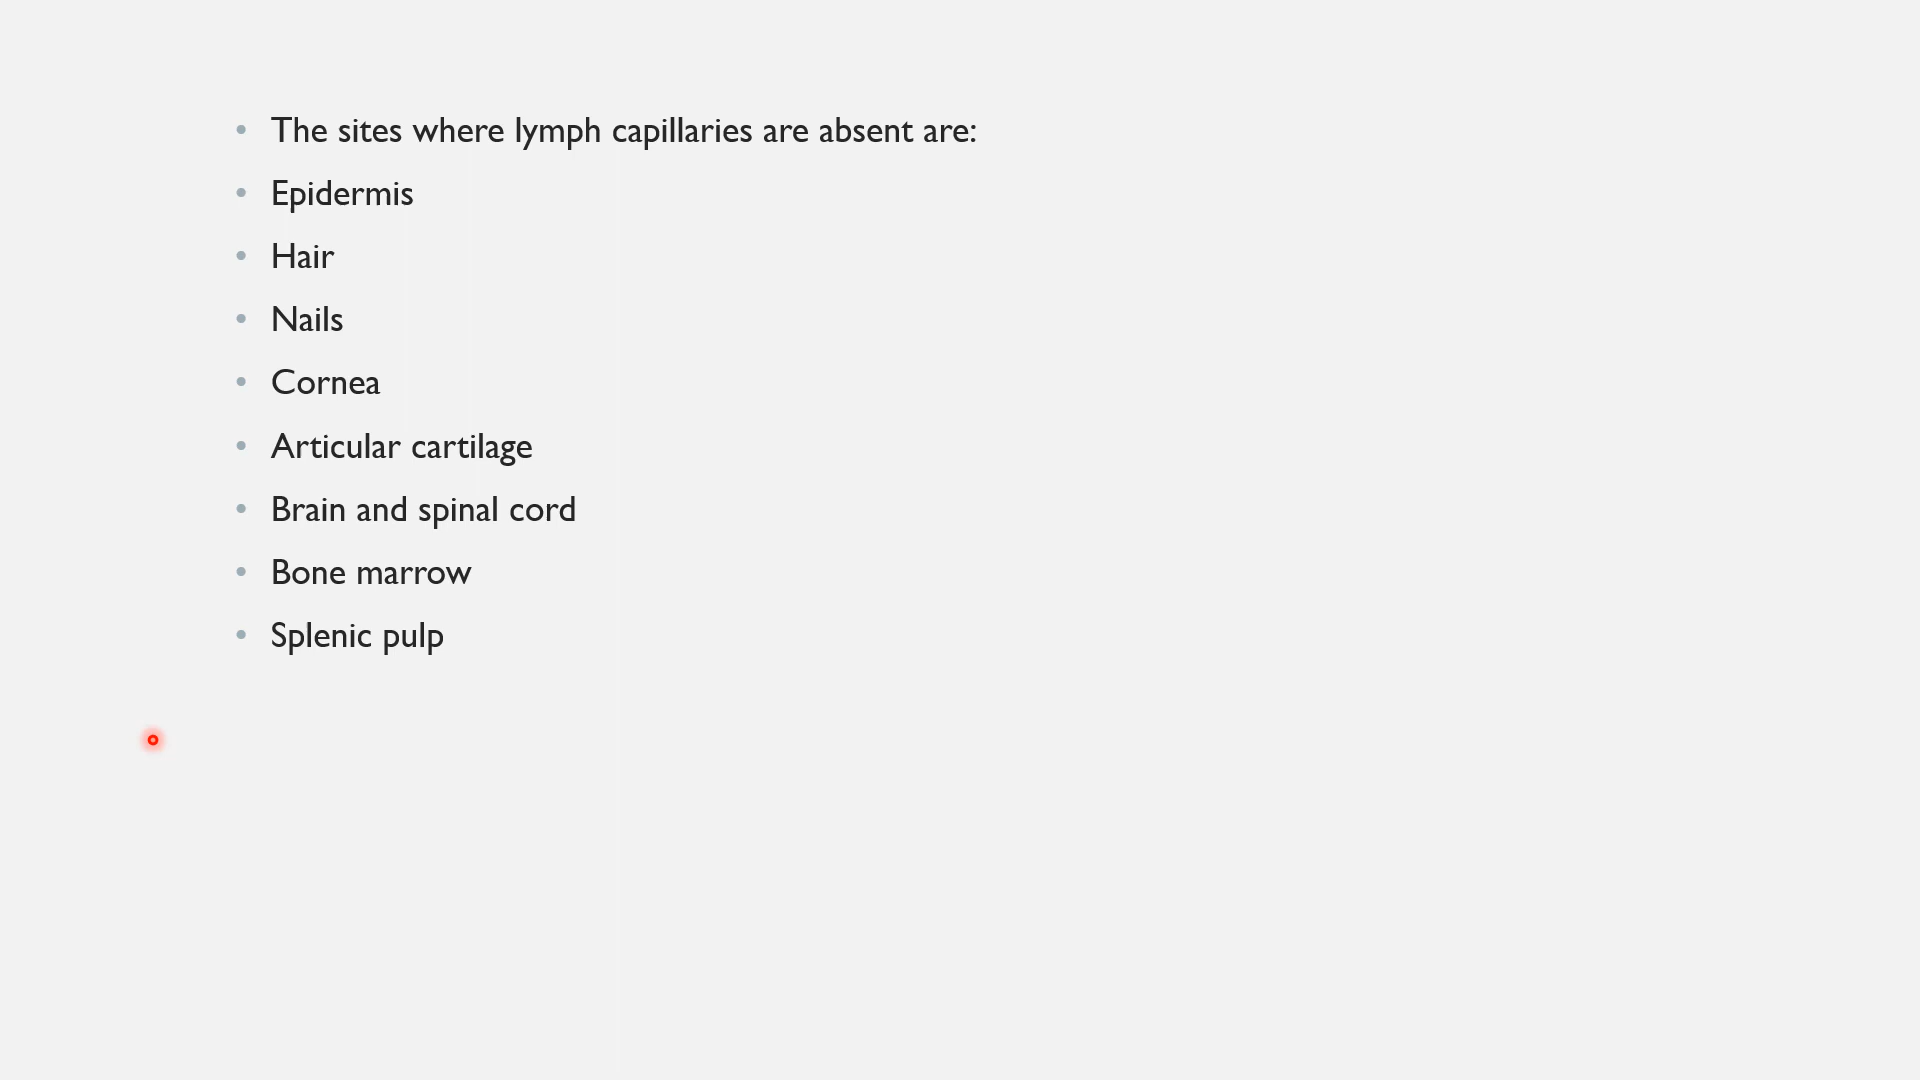 • The sites where lymph capillaries are absent are:
• Epidermis
• Hair
• Nails
• Cornea
• Articular cartilage
• Brain and spinal cord
• Bone marrow
• Splenic pulp